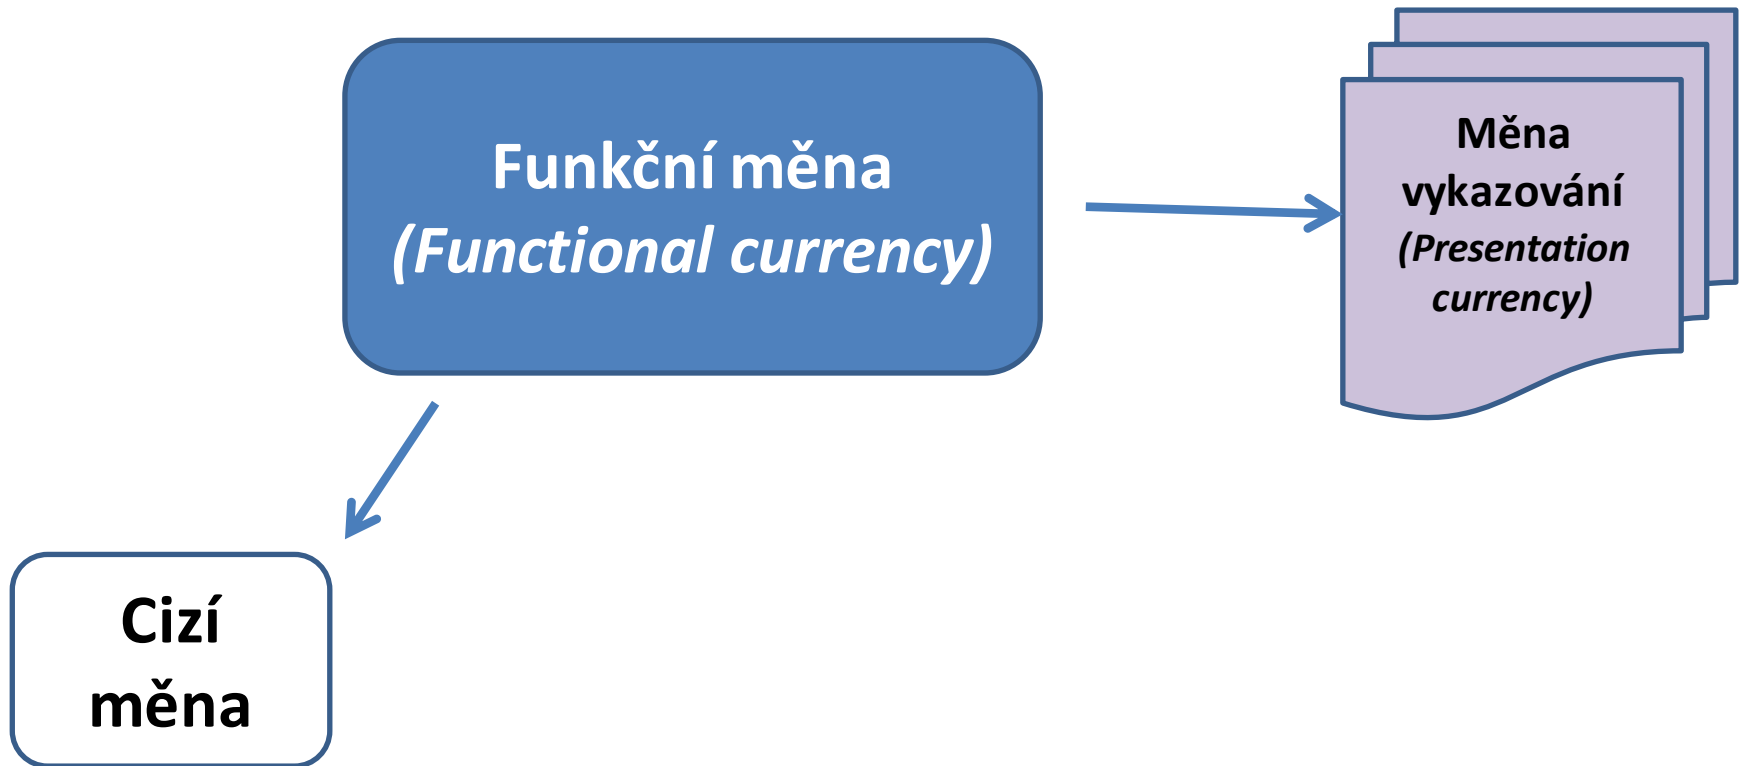 Funkční měna
(Functional currency)
Měna
vykazování
(Presentation
currency)
Cizí
měna